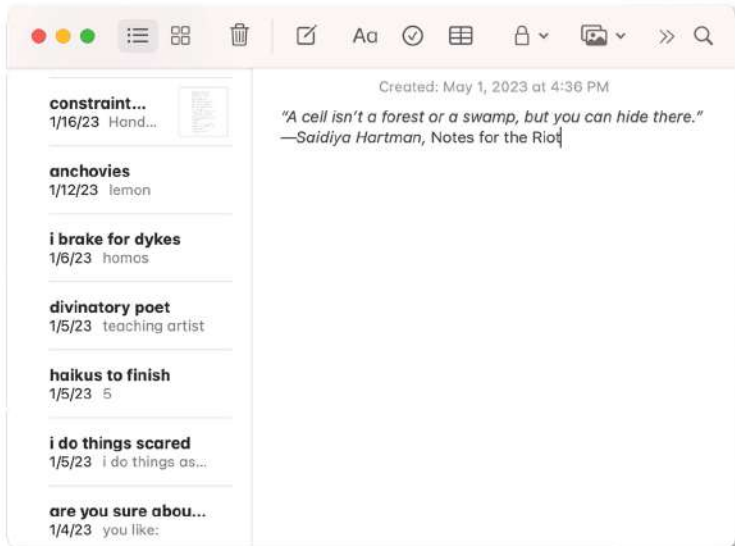 Aa
constraint...
1/16/23 Hand...
anchovies
1/12/23 lemon
i brake for dykes
1/6/23 homos
divinatory poet
1/5/23 teaching artist
haikus to finish
1/5/23 5
i do things scared
1/5/23 i do things as...
are you sure abou...
1/4/23 you like:
Created: May 1, 2023 at 4:36 PM
“A cell isn’t a forest or a swamp, but you can hide there.”
—Saidiya Hartman, Notes for the Riot